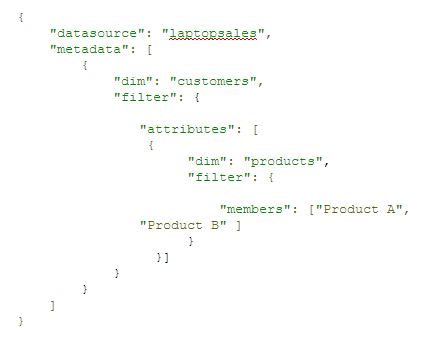 {
"datasource": "laptopsales",
"metadata": [
{
"dim": "customers",
"filter": {
"attributes": [
{
"dim": "products",
"filter": {
"members": ["Product A",
"Product B" ]
}
}]
}
}
]
}